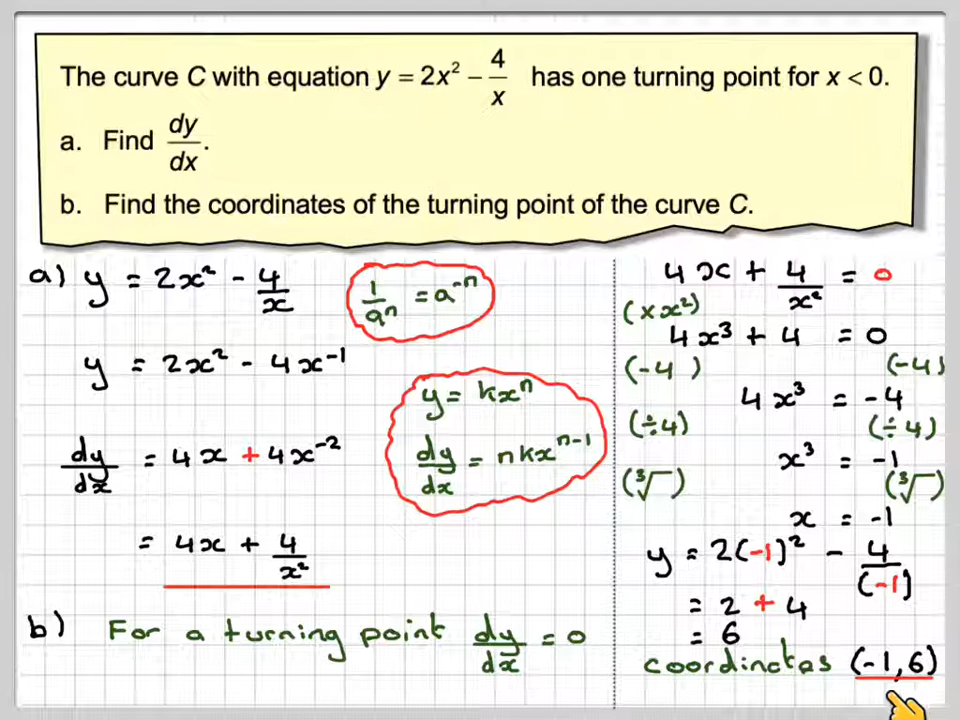 The curve C with equation y = 2x² − 4/x has one turning point for x < 0.
a. Find dy/dx.
b. Find the coordinates of the turning point of the curve C.
a) y = 2x² - 4/x
1/aⁿ = a⁻ⁿ
y = 2x² - 4x⁻¹
y = kxⁿ
dy/dx = nkxⁿ⁻¹
dy/dx = 4x + 4x⁻²
= 4x + 4/x²
b) For a turning point dy/dx = 0
4x + 4/x² = 0
(×x²)
4x³ + 4 = 0
(-4) (-4)
4x³ = -4
(÷4) (÷4)
x³ = -1
(³√) (³√)
x = -1
y = 2(-1)² - 4/(-1)
= 2 + 4
= 6
coordinates (-1,6)